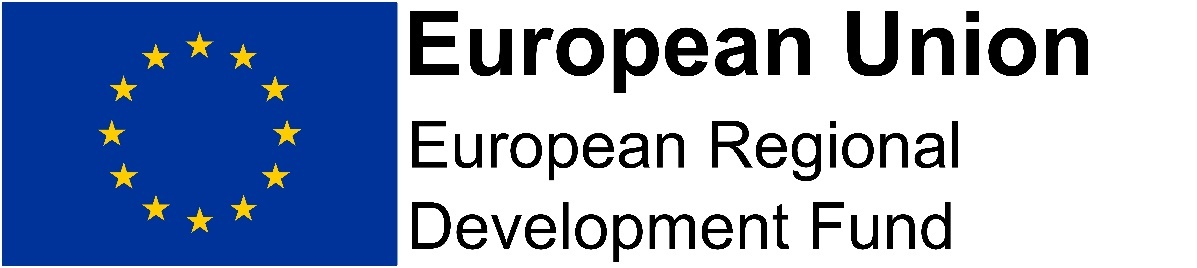 European Union
European Regional
Development Fund